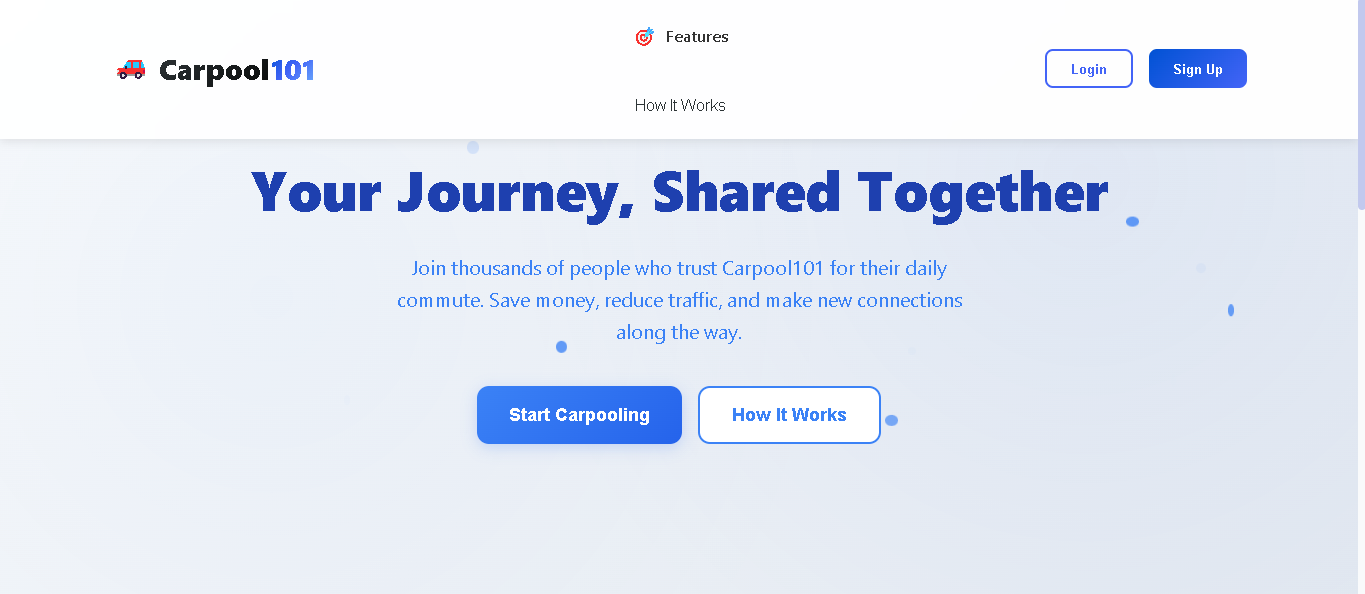 Features
Carpool101
Login
Sign Up
How It Works
Your Journey, Shared Together
Join thousands of people who trust Carpool101 for their daily
commute. Save money, reduce traffic, and make new connections
along the way.
Start Carpooling
How It Works